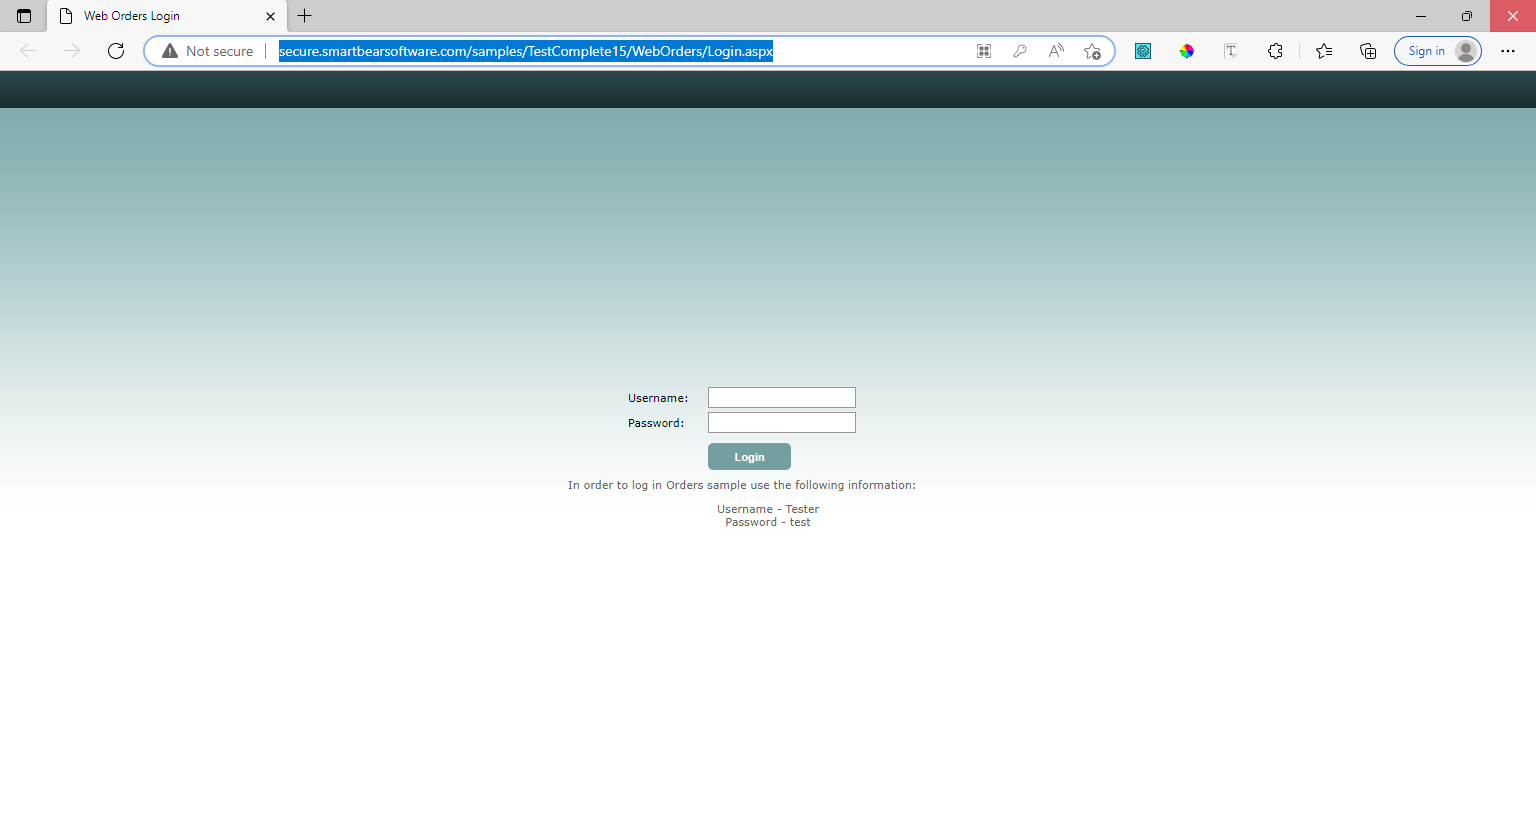 Web Orders Login
Not secure
secure.smartbearsoftware.com/samples/TestComplete15/WebOrders/Login.aspx
Sign in
Username:
Password:
Login
In order to log in Orders sample use the following information:
Username - Tester
Password - test